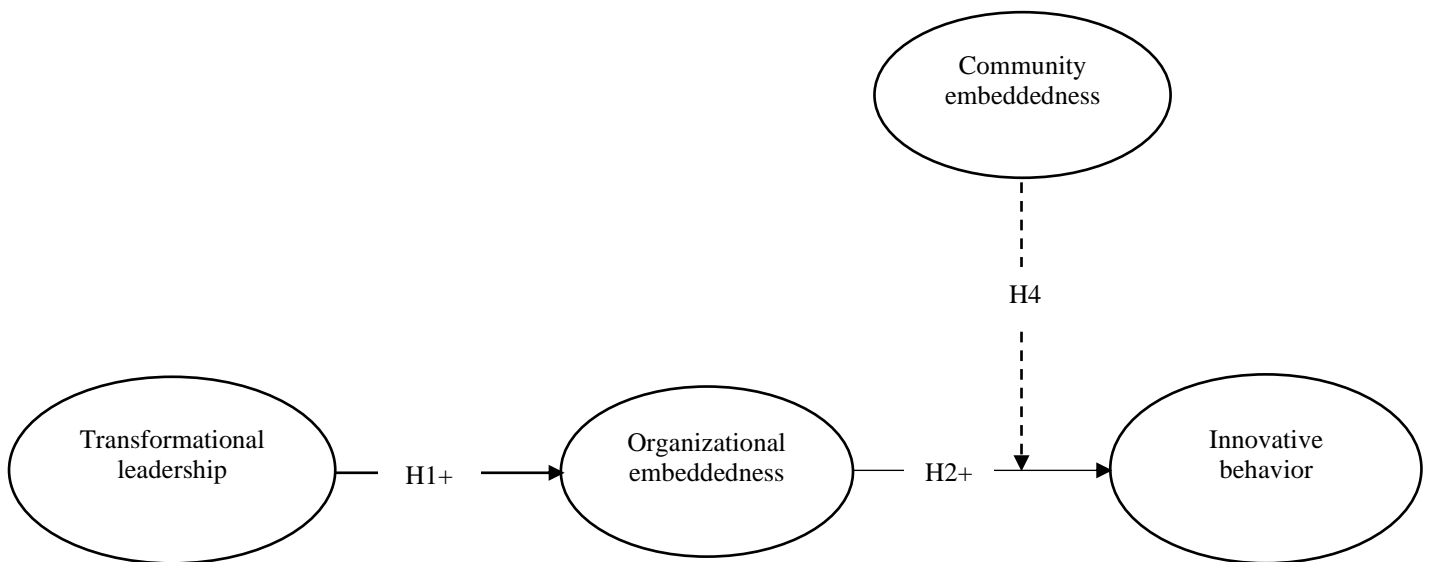 Community
embeddedness
H4
Transformational
leadership
H1+
Organizational
embeddedness
H2+
Innovative
behavior